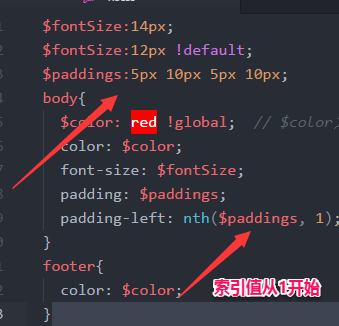 $fontSize:14px;
$fontSize:12px !default;
$paddings:5px 10px 5px 10px;
body{
$color: red !global;  // $color
color: $color;
font-size: $fontSize;
padding: $paddings;
padding-left: nth($paddings, 1);
}
footer{
color: $color;
索引值从1开始
}